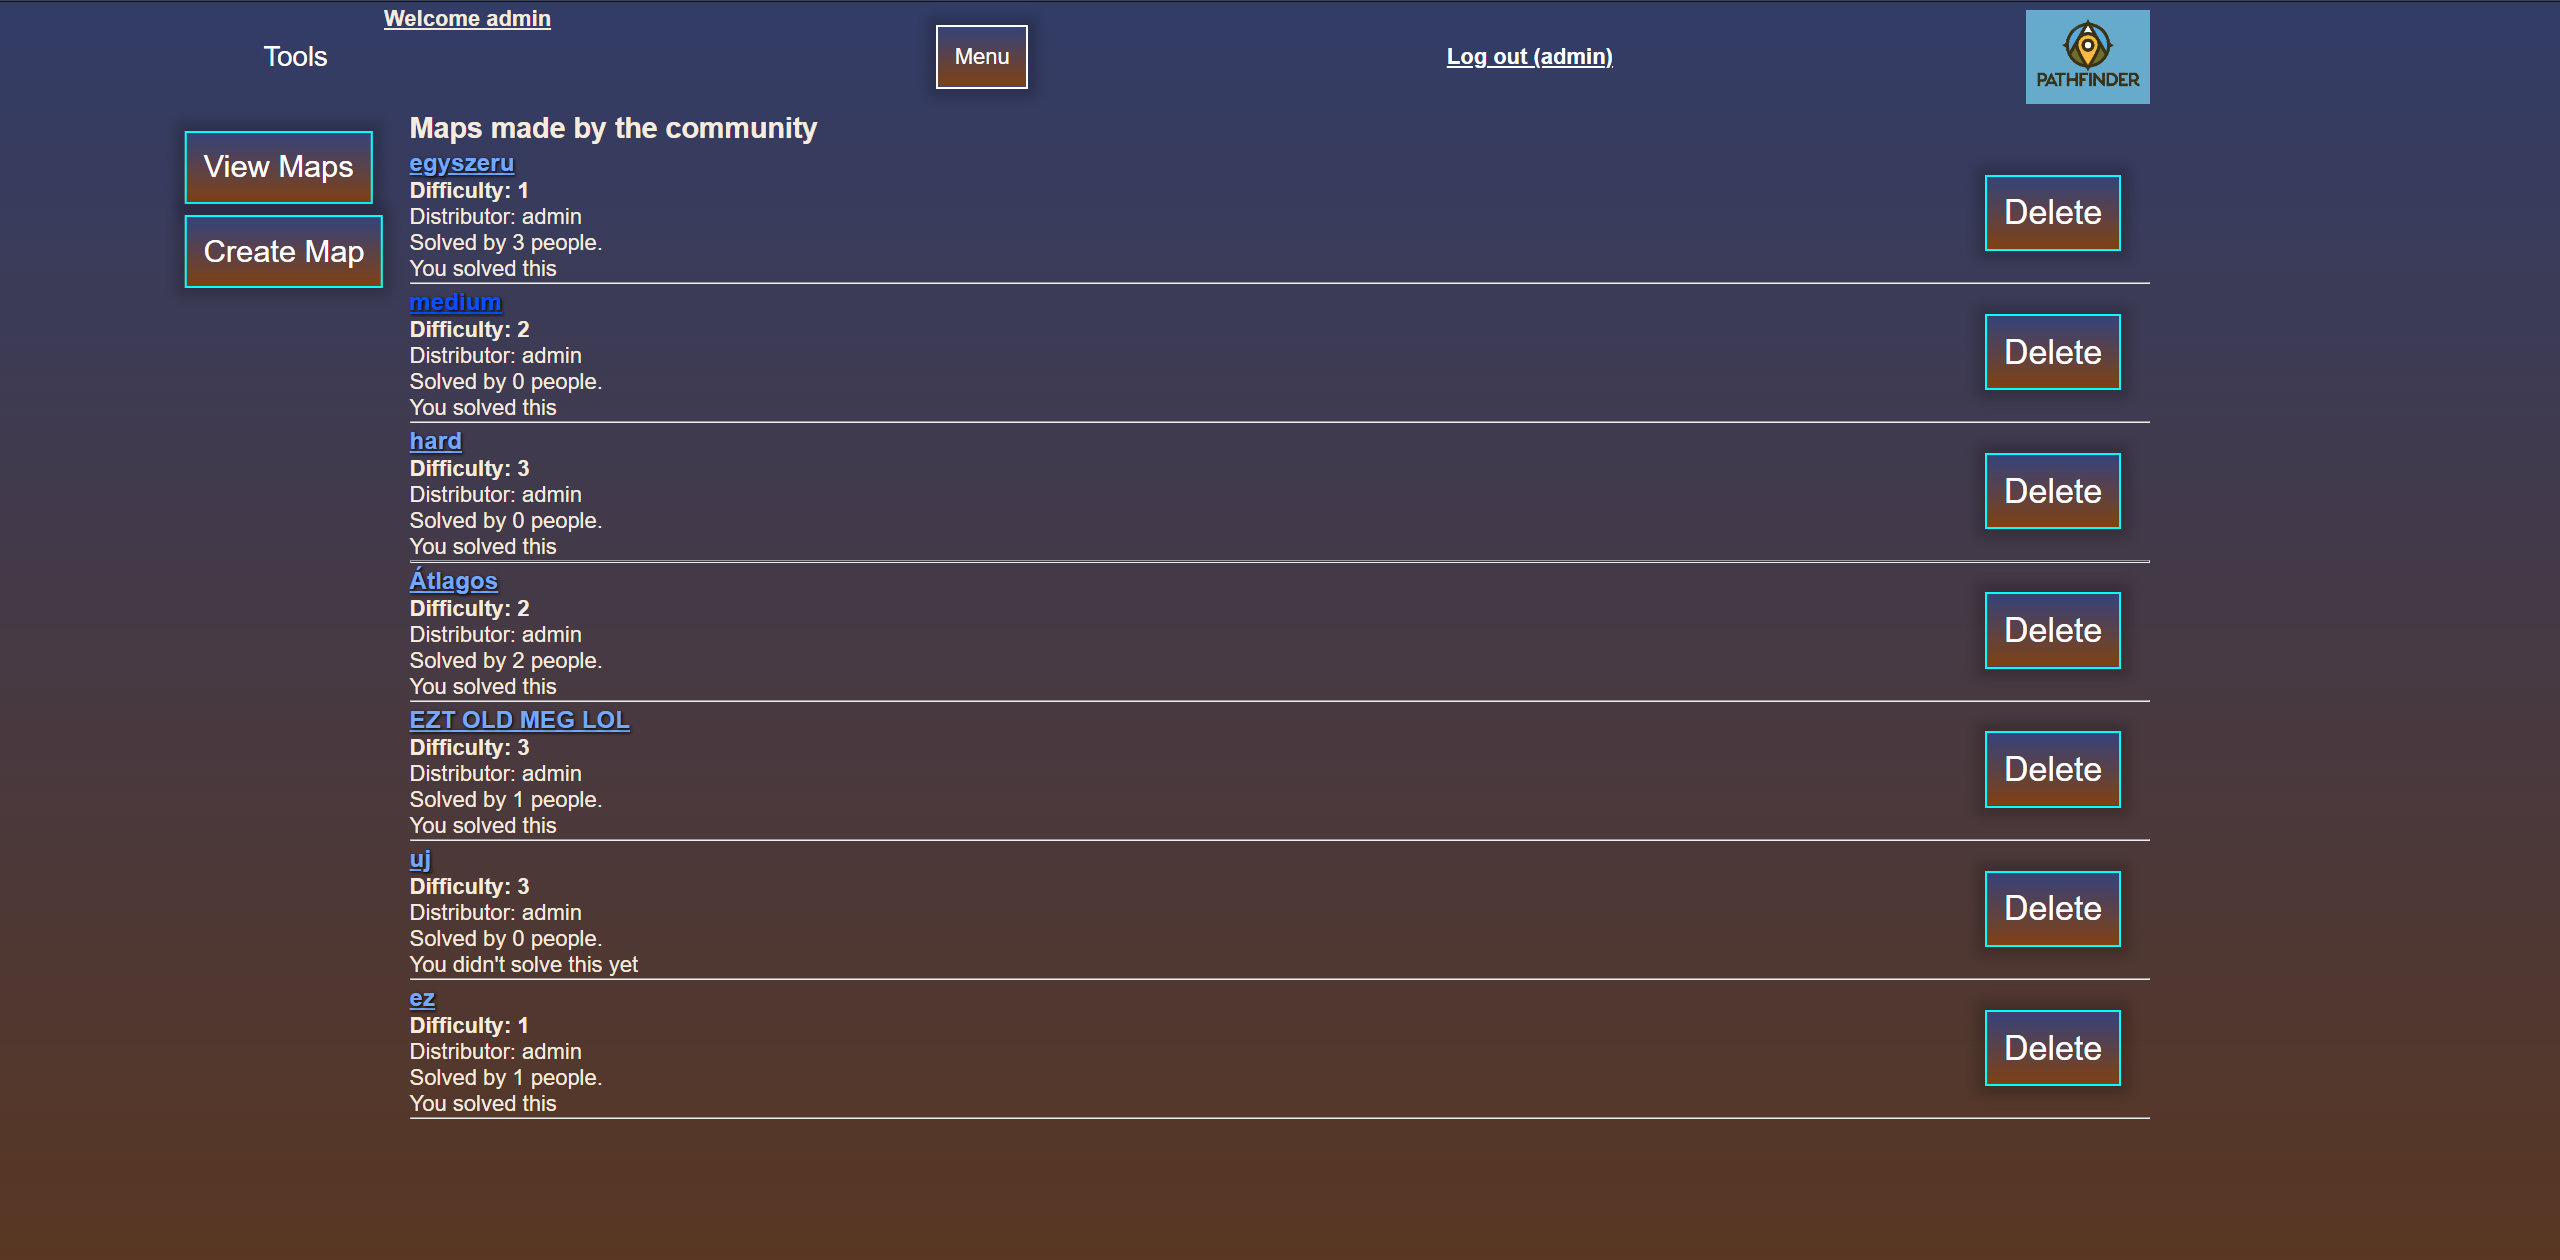 Welcome admin
Tools
Menu
Log out (admin)
PATHFINDER
View Maps
Create Map
Maps made by the community
egyszeru
Difficulty: 1
Distributor: admin
Solved by 3 people.
You solved this
Delete
medium
Difficulty: 2
Distributor: admin
Solved by 0 people.
You solved this
Delete
hard
Difficulty: 3
Distributor: admin
Solved by 0 people.
You solved this
Delete
Átlagos
Difficulty: 2
Distributor: admin
Solved by 2 people.
You solved this
Delete
EZT OLD MEG LOL
Difficulty: 3
Distributor: admin
Solved by 1 people.
You solved this
Delete
uj
Difficulty: 3
Distributor: admin
Solved by 0 people.
You didn't solve this yet
Delete
ez
Difficulty: 1
Distributor: admin
Solved by 1 people.
You solved this
Delete